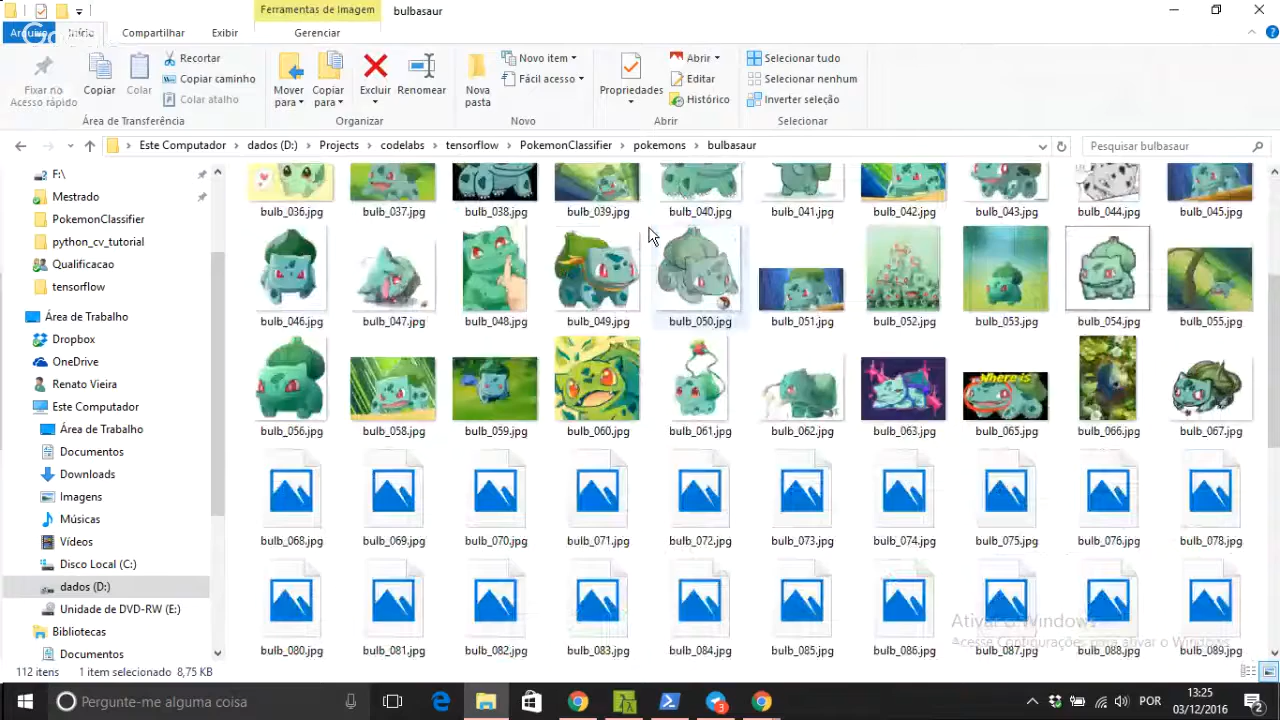 Ferramentas de Imagem
bulbasaur
Arquivo
Início
Compartilhar
Exibir
Gerenciar
Fixar no Acesso rápido
Copiar
Colar
Recortar
Copiar caminho
Colar atalho
Área de Transferência
Mover para
Copiar para
Excluir
Renomear
Organizar
Nova pasta
Novo item
Fácil acesso
Novo
Propriedades
Abrir
Editar
Histórico
Abrir
Selecionar tudo
Selecionar nenhum
Inverter seleção
Selecionar
Este Computador
dados (D:)
Projects
codelabs
tensorflow
PokemonClassifier
pokemons
bulbasaur
Pesquisar bulbasaur
F:\
Mestrado
PokemonClassifier
python_cv_tutorial
Qualificacao
tensorflow
Área de Trabalho
Dropbox
OneDrive
Renato Vieira
Este Computador
Área de Trabalho
Documentos
Downloads
Imagens
Músicas
Vídeos
Disco Local (C:)
dados (D:)
Unidade de DVD-RW (E:)
Bibliotecas
Documentos
bulb_036.jpg bulb_037.jpg bulb_038.jpg bulb_039.jpg bulb_040.jpg bulb_041.jpg bulb_042.jpg bulb_043.jpg bulb_044.jpg bulb_045.jpg
bulb_046.jpg bulb_047.jpg bulb_048.jpg bulb_049.jpg bulb_050.jpg bulb_051.jpg bulb_052.jpg bulb_053.jpg bulb_054.jpg bulb_055.jpg
Where is
bulb_056.jpg bulb_058.jpg bulb_059.jpg bulb_060.jpg bulb_061.jpg bulb_062.jpg bulb_063.jpg bulb_065.jpg bulb_066.jpg bulb_067.jpg
bulb_068.jpg bulb_069.jpg bulb_070.jpg bulb_071.jpg bulb_072.jpg bulb_073.jpg bulb_074.jpg bulb_075.jpg bulb_076.jpg bulb_078.jpg
Ativar o Windows
Acesse Configurações para ativar o Windows.
bulb_080.jpg bulb_081.jpg bulb_082.jpg bulb_083.jpg bulb_084.jpg bulb_085.jpg bulb_086.jpg bulb_087.jpg bulb_088.jpg bulb_089.jpg
112 itens
1 item selecionado 8,75 KB
Pergunte-me alguma coisa
3
POR
13:25
03/12/2016
2